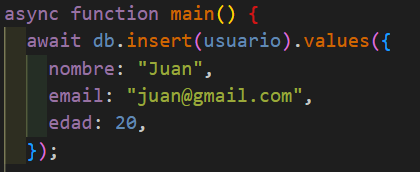 async function main() {
  await db.insert(usuario).values({
    nombre: "Juan",
    email: "juan@gmail.com",
    edad: 20,
  });